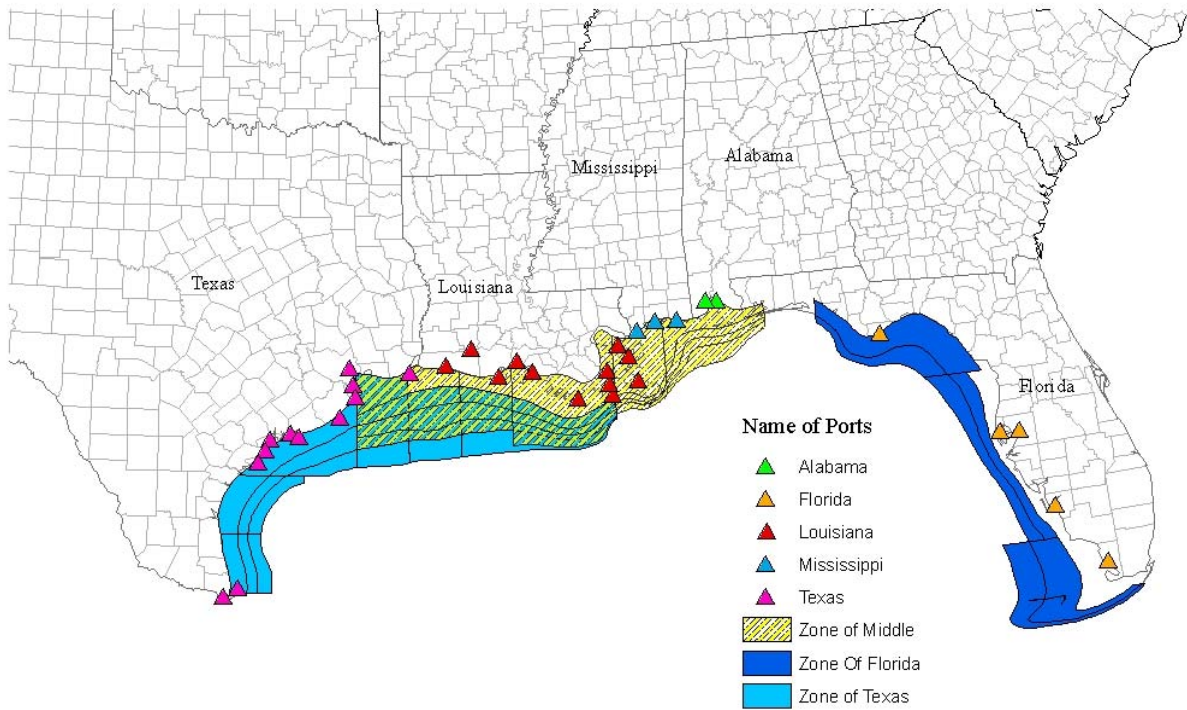 Mississippi
Alabama
Texas
Louisiana
Florida
Name of Ports
Alabama
Florida
Louisiana
Mississippi
Texas
Zone of Middle
Zone Of Florida
Zone of Texas